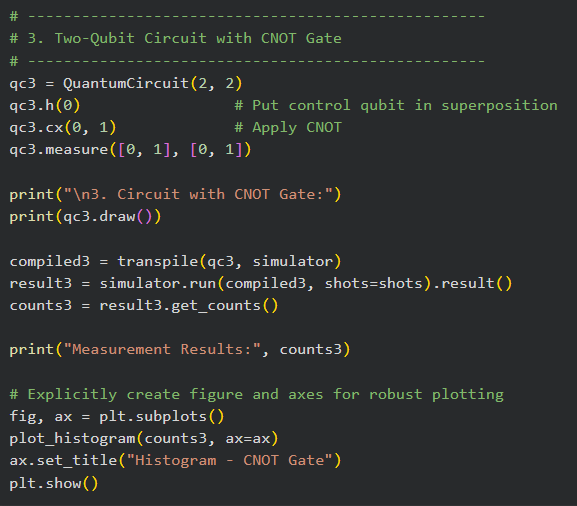 # ---------------------------------------------------
# 3. Two-Qubit Circuit with CNOT Gate
# ---------------------------------------------------
qc3 = QuantumCircuit(2, 2)
qc3.h(0)                 # Put control qubit in superposition
qc3.cx(0, 1)             # Apply CNOT
qc3.measure([0, 1], [0, 1])

print("\n3. Circuit with CNOT Gate:")
print(qc3.draw())

compiled3 = transpile(qc3, simulator)
result3 = simulator.run(compiled3, shots=shots).result()
counts3 = result3.get_counts()

print("Measurement Results:", counts3)

# Explicitly create figure and axes for robust plotting
fig, ax = plt.subplots()
plot_histogram(counts3, ax=ax)
ax.set_title("Histogram - CNOT Gate")
plt.show()